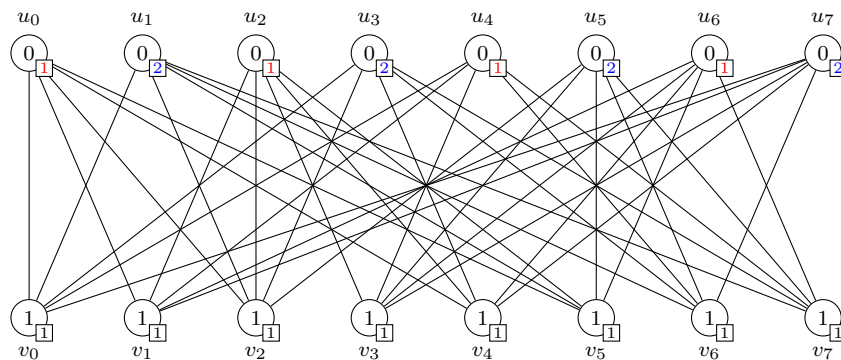 u₀ u₁ u₂ u₃ u₄ u₅ u₆ u₇
0 0 0 0 0 0 0 0
1 2 1 2 1 2 1 2
1 1 1 1 1 1 1 1
1 1 1 1 1 1 1 1
v₀ v₁ v₂ v₃ v₄ v₅ v₆ v₇